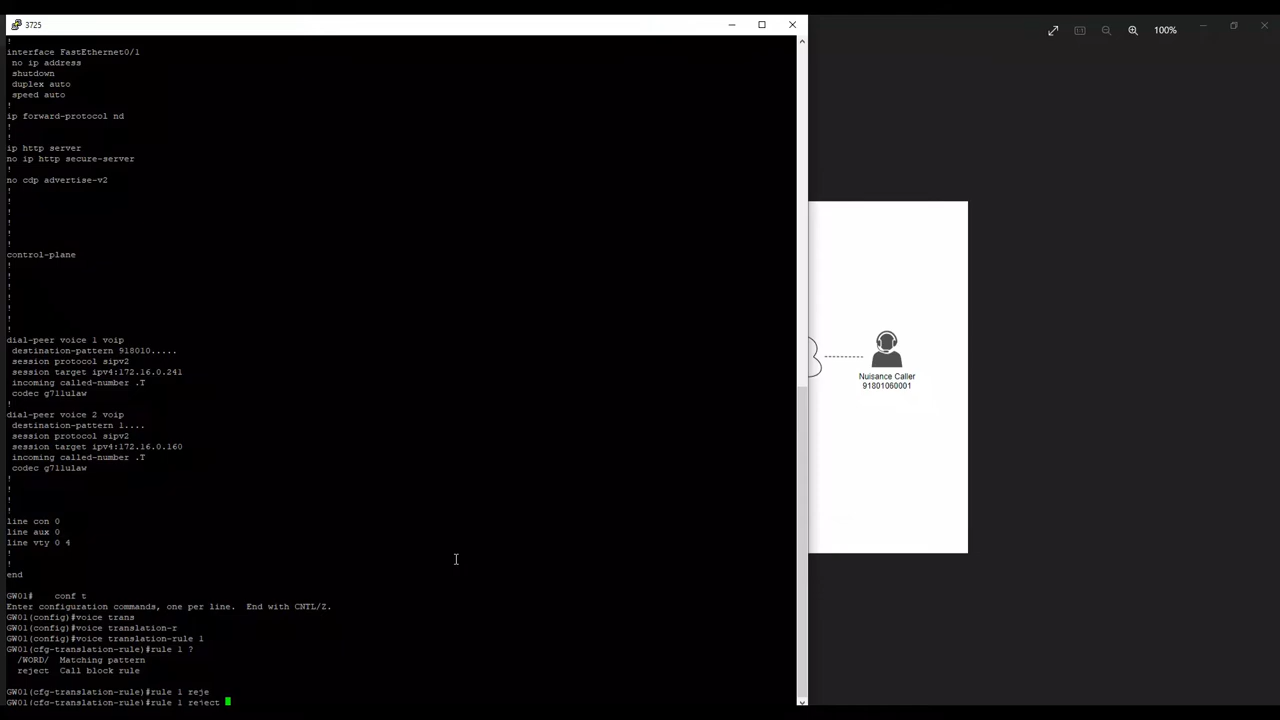 3725
100%
!
interface FastEthernet0/1
no ip address
shutdown
duplex auto
speed auto
!
ip forward-protocol nd
!
!
ip http server
no ip http secure-server
!
no cdp advertise-v2
!
!
!
!
!
!
control-plane
!
!
!
!
!
!
!
dial-peer voice 1 voip
destination-pattern 918010.....
session protocol sipv2
session target ipv4:172.16.0.241
incoming called-number .T
codec g711ulaw
!
dial-peer voice 2 voip
destination-pattern 1....
session protocol sipv2
session target ipv4:172.16.0.160
incoming called-number .T
codec g711ulaw
!
!
!
!
line con 0
line aux 0
line vty 0 4
!
!
end
GW01# conf t
Enter configuration commands, one per line. End with CNTL/Z.
GW01(config)#voice trans
GW01(config)#voice translation-r
GW01(config)#voice translation-rule 1
GW01(cfg-translation-rule)#rule 1 ?
/WORD/ Matching pattern
reject Call block rule
GW01(cfg-translation-rule)#rule 1 reje
GW01(cfg-translation-rule)#rule 1 reject
Nuisance Caller
91801060001